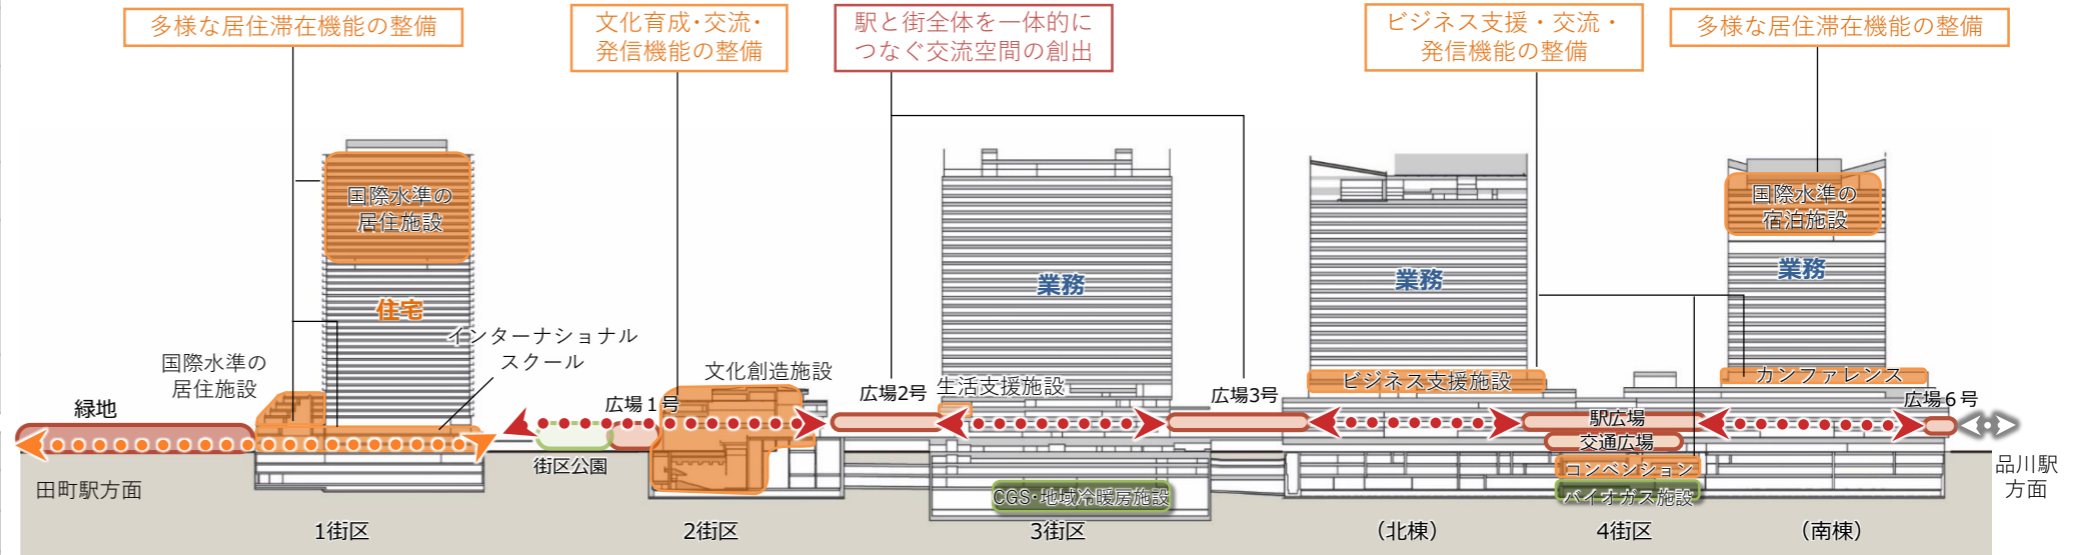 多様な居住滞在機能の整備
文化育成･交流･
発信機能の整備
駅と街全体を一体的に
つなぐ交流空間の創出
ビジネス支援・交流・
発信機能の整備
多様な居住滞在機能の整備
国際水準の
居住施設
住宅
インターナショナル
スクール
国際水準の
居住施設
緑地
田町駅方面
1街区
広場１号
街区公園
文化創造施設
2街区
広場2号
生活支援施設
業務
CGS･地域冷暖房施設
3街区
広場3号
業務
ビジネス支援施設
（北棟）
駅広場
交通広場
コンベンション
バイオガス施設
4街区
国際水準の
宿泊施設
業務
カンファレンス
（南棟）
広場６号
品川駅
方面